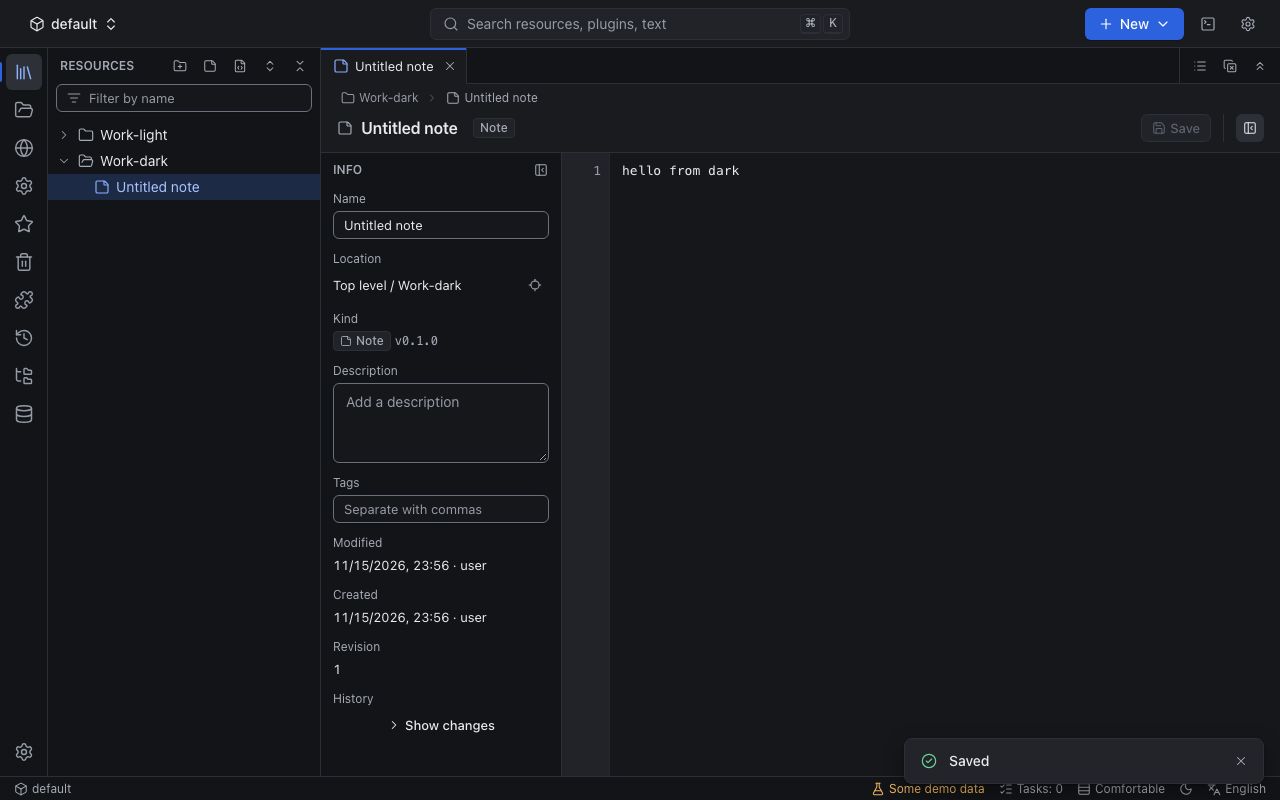 default
Search resources, plugins, text
⌘ K
New
RESOURCES
Filter by name
Work-light
Work-dark
Untitled note
Untitled note
Work-dark
Untitled note
Untitled note
Note
Save
INFO
Name
Untitled note
Location
Top level / Work-dark
Kind
Note v0.1.0
Description
Add a description
Tags
Separate with commas
Modified
11/15/2026, 23:56 · user
Created
11/15/2026, 23:56 · user
Revision
1
History
Show changes
1 hello from dark
Saved
default
Some demo data
Tasks: 0
Comfortable
English